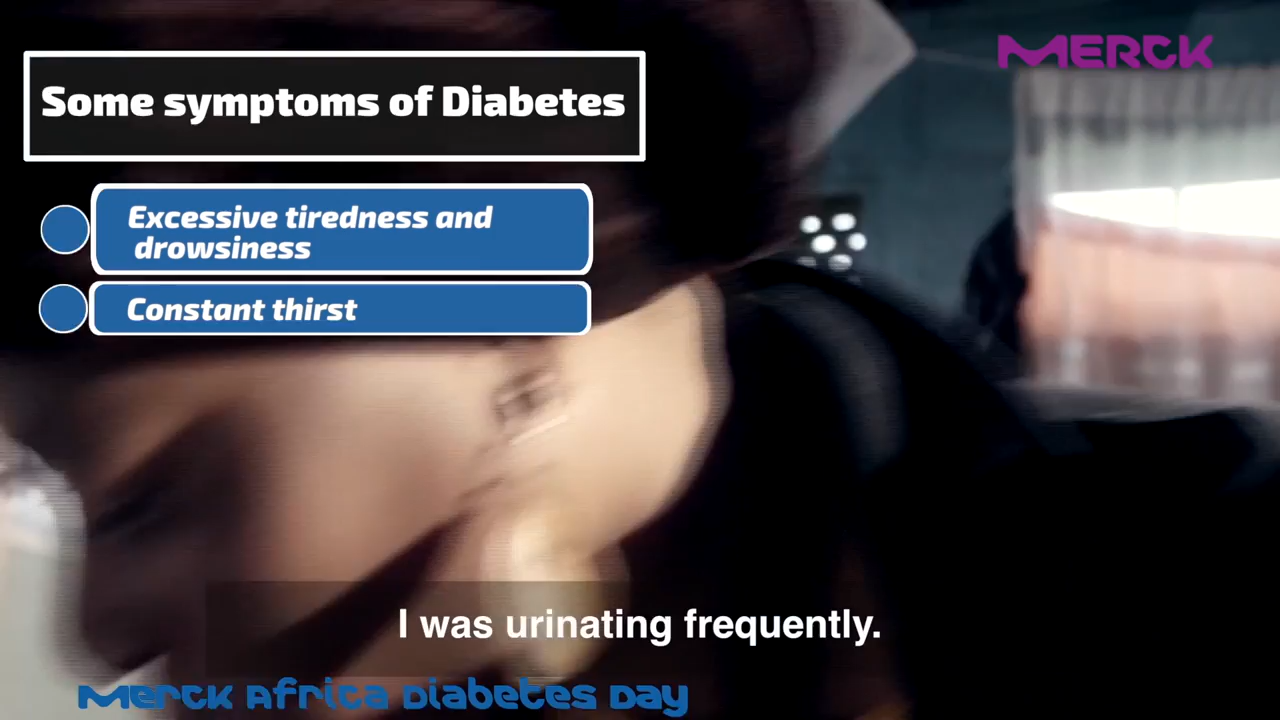 MERCK
Some symptoms of Diabetes
Excessive tiredness and
drowsiness
Constant thirst
I was urinating frequently.
Merck Africa Diabetes Day